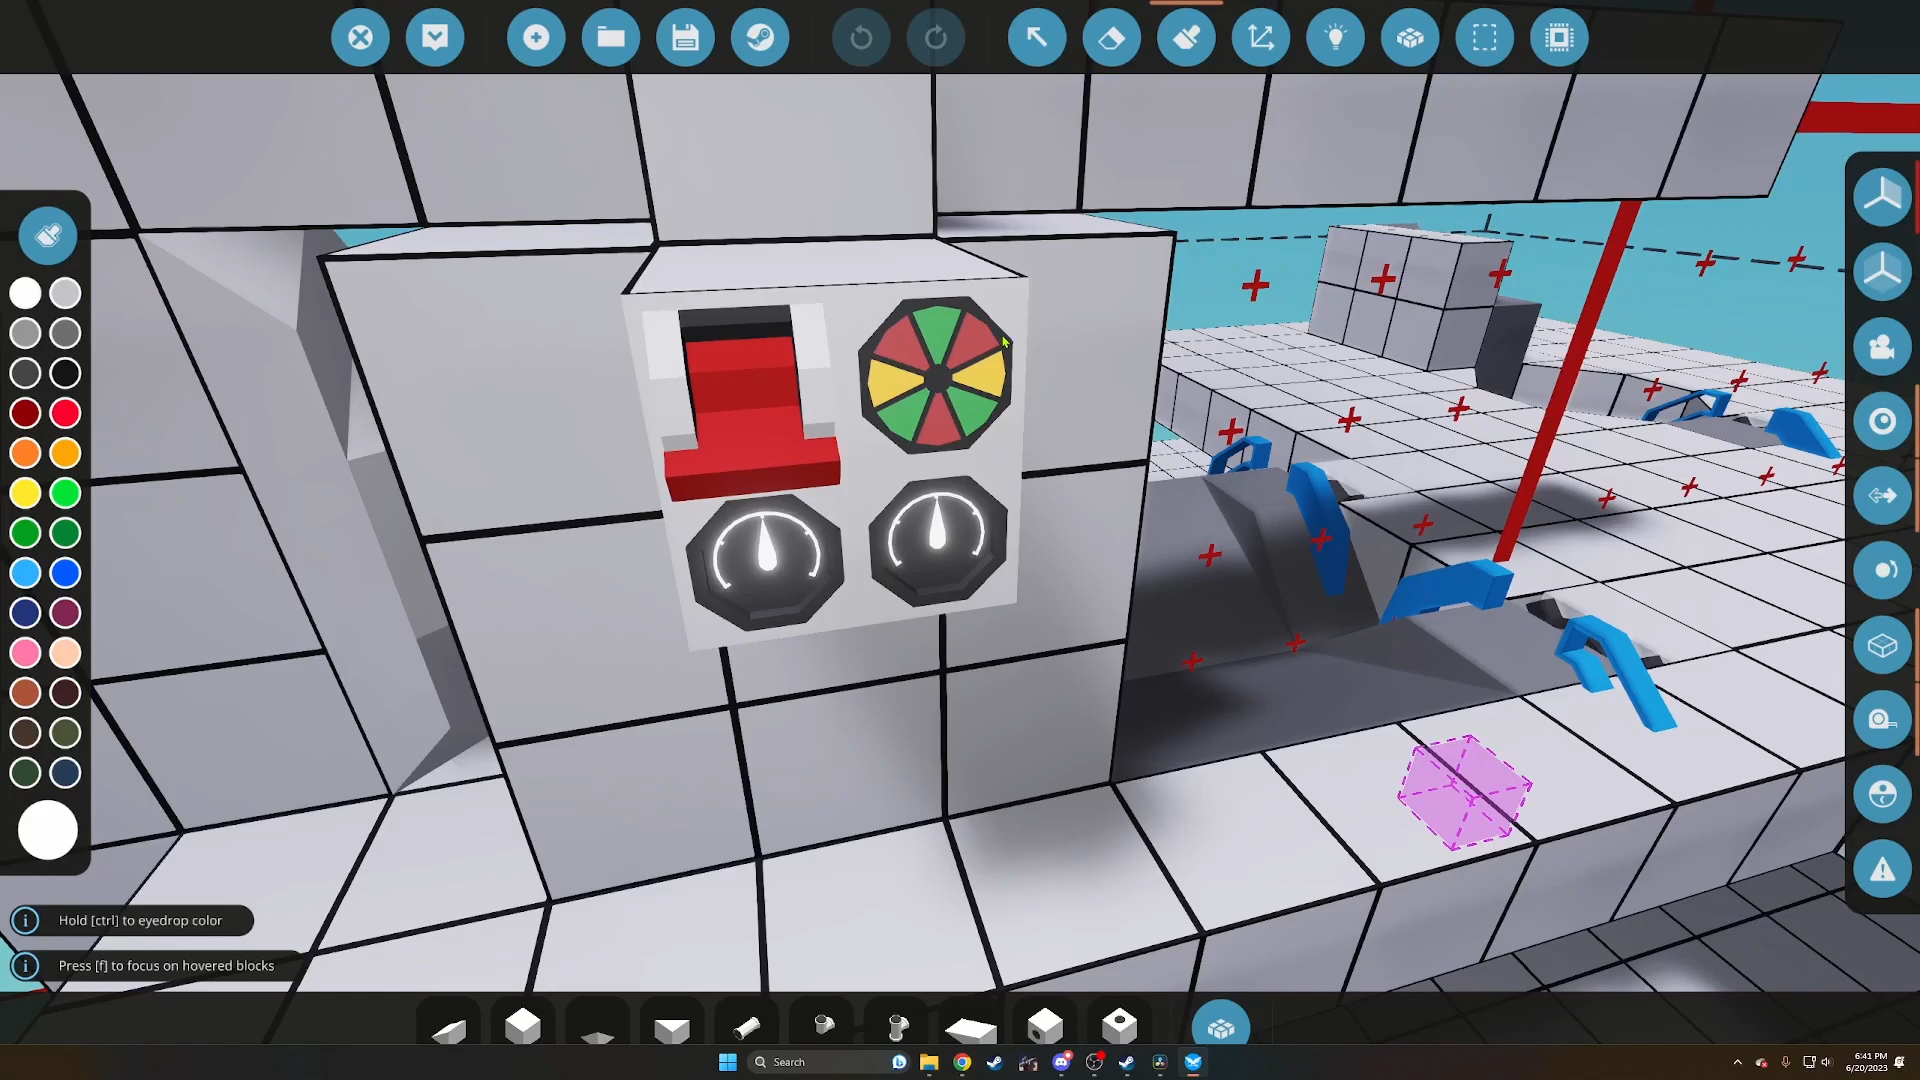 Hold [ctrl] to eyedrop color
Press [f] to focus on hovered blocks
Search
6:41 PM
6/20/2023